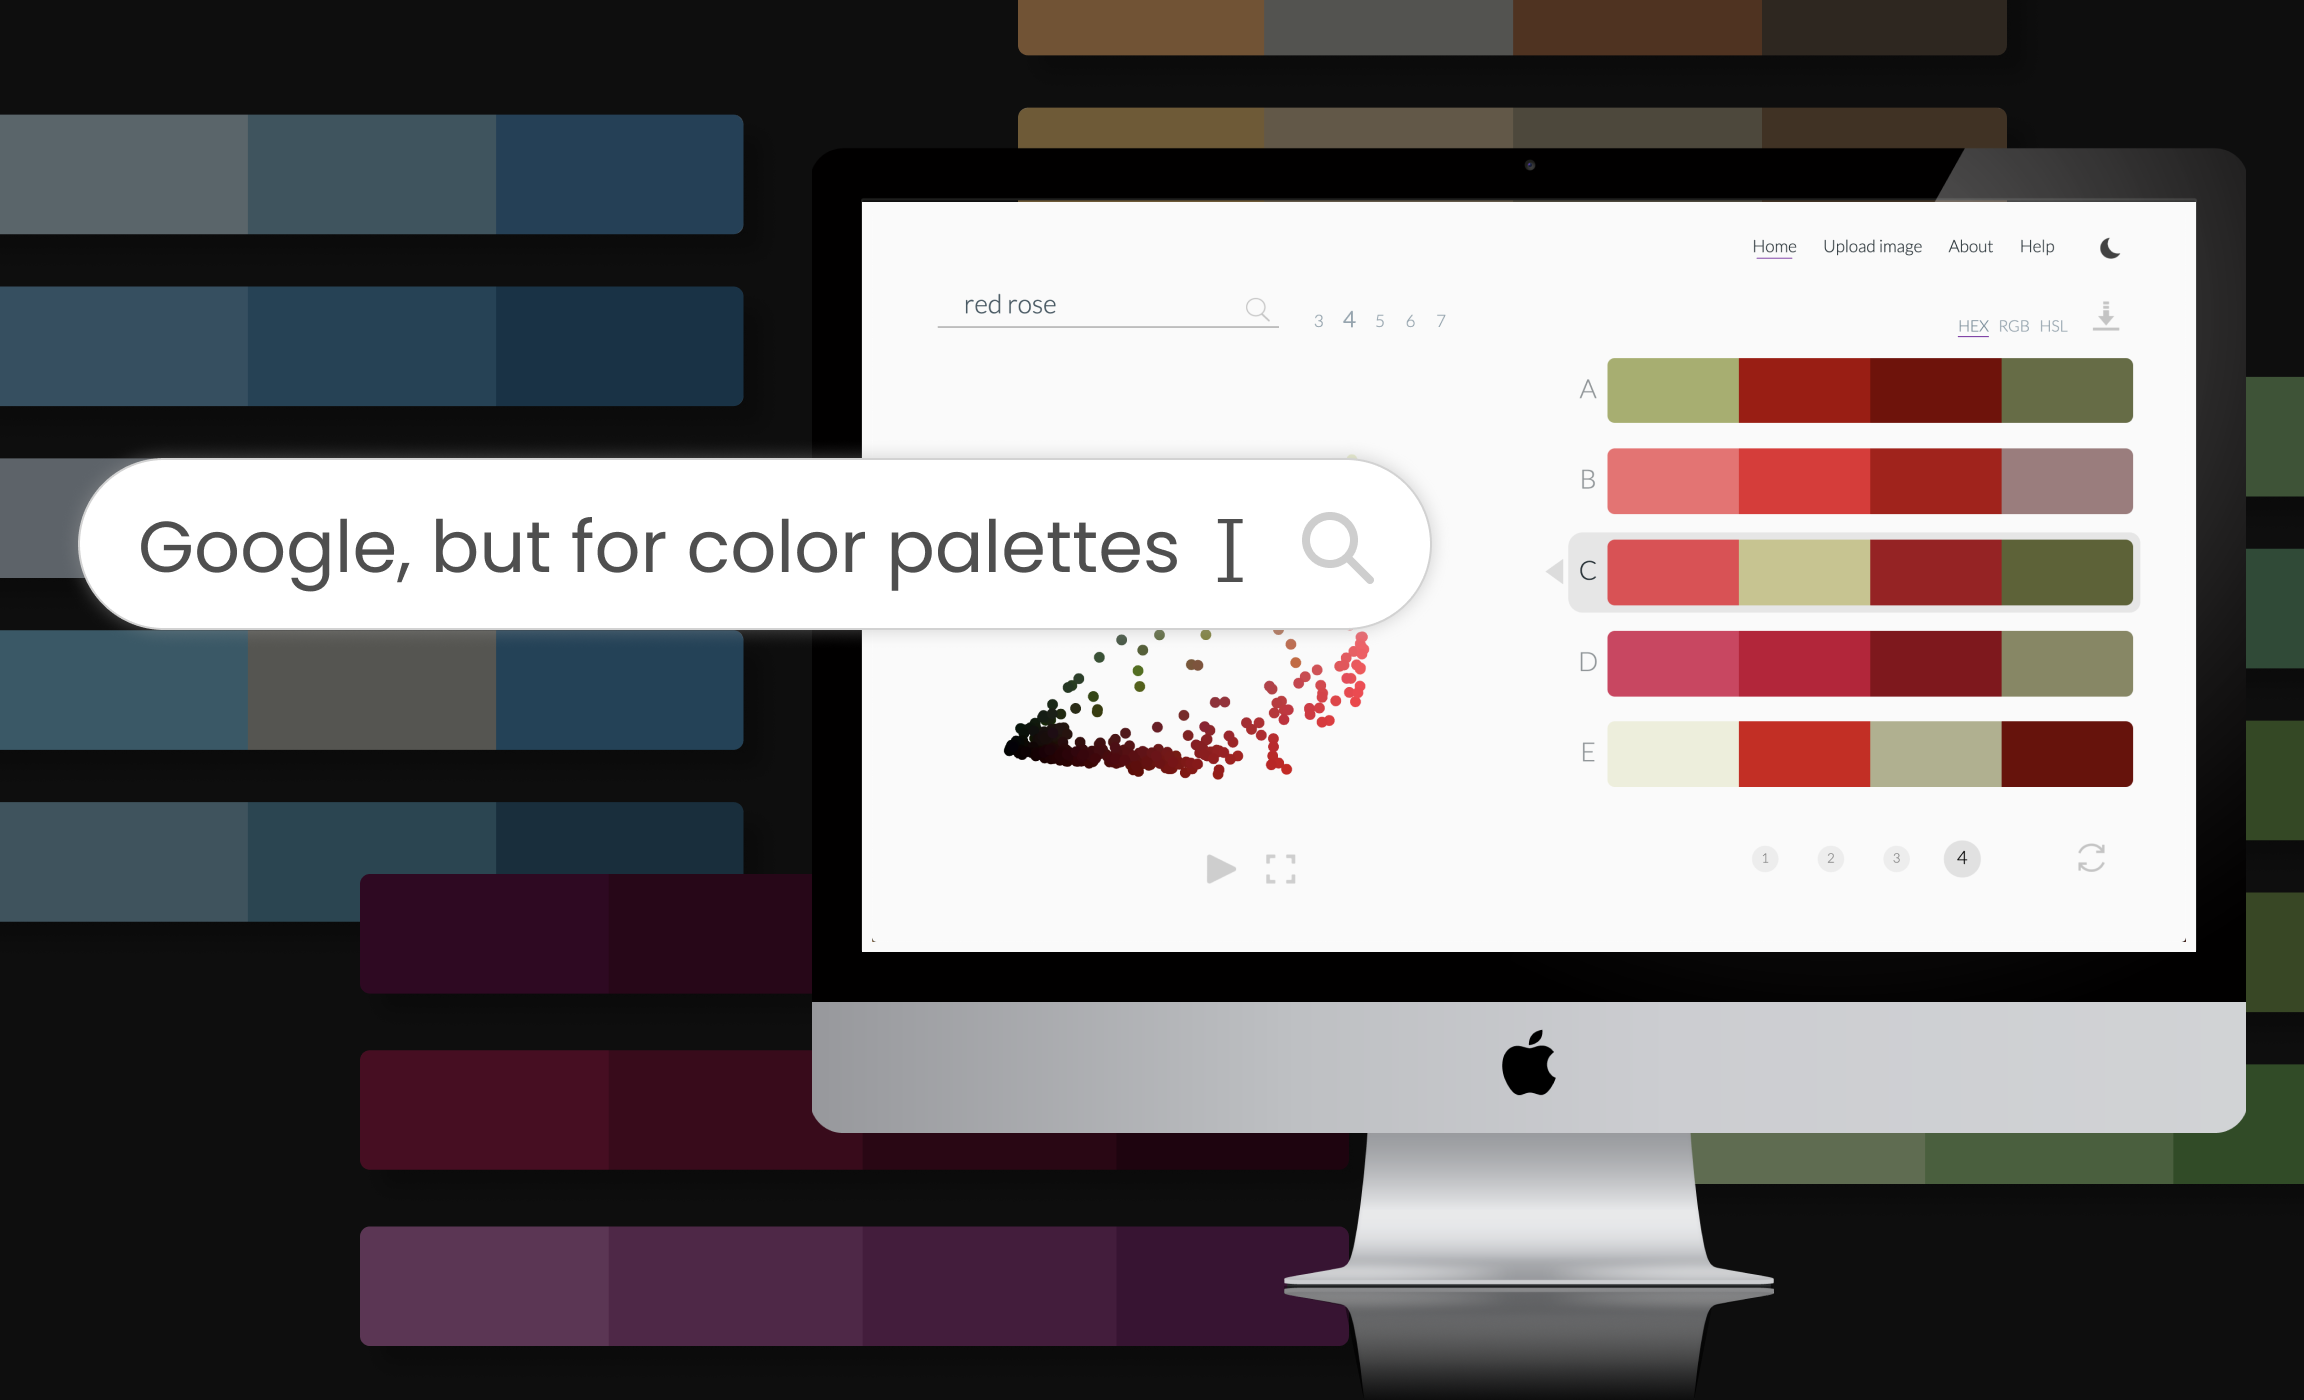 Home Upload image About Help
red rose
3 4 5 6 7
HEX RGB HSL
A
B
Google, but for color palettes
C
D
E
1 2 3 4